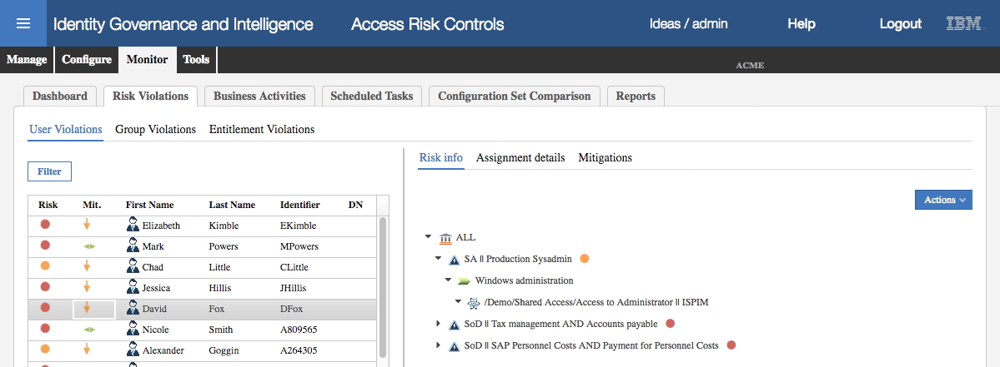 Identity Governance and Intelligence Access Risk Controls Ideas / admin Help Logout IBM
Manage Configure Monitor Tools ACME
Dashboard Risk Violations Business Activities Scheduled Tasks Configuration Set Comparison Reports
User Violations Group Violations Entitlement Violations
Filter
Risk Mit. First Name Last Name Identifier DN
Elizabeth Kimble EKimble
Mark Powers MPowers
Chad Little CLittle
Jessica Hillis JHillis
David Fox DFox
Nicole Smith A809565
Alexander Goggin A264305
Risk info Assignment details Mitigations
Actions
ALL
SA || Production Sysadmin
Windows administration
/Demo/Shared Access/Access to Administrator || ISPIM
SoD || Tax management AND Accounts payable
SoD || SAP Personnel Costs AND Payment for Personnel Costs